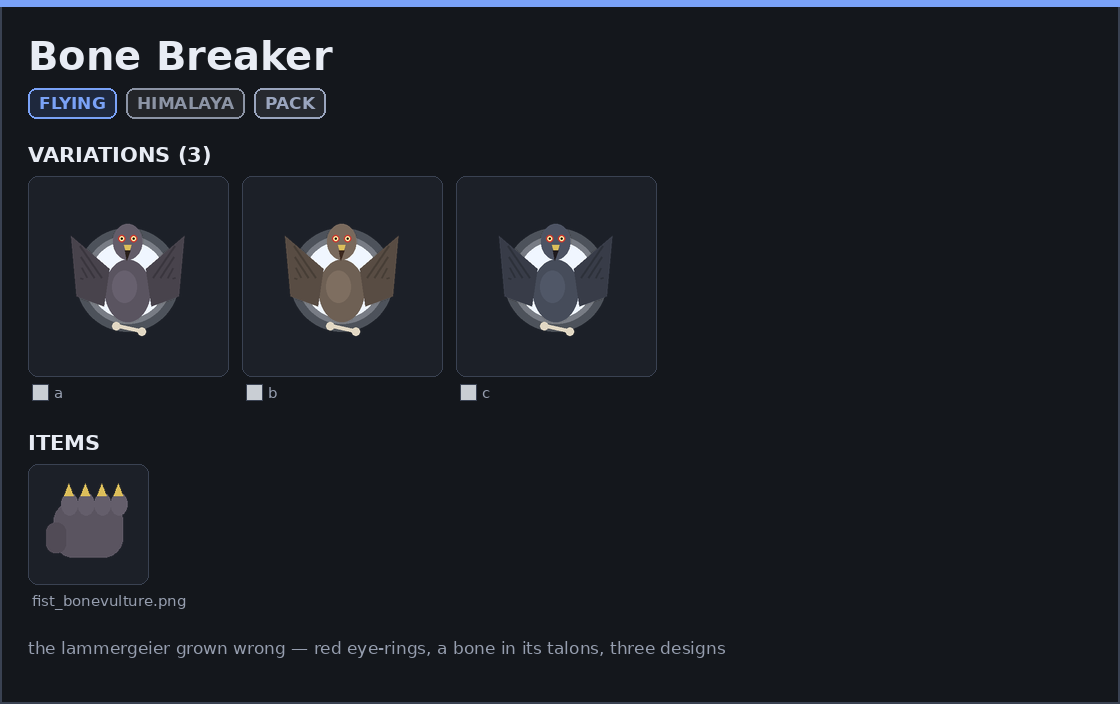 Bone Breaker
FLYING HIMALAYA PACK
VARIATIONS (3)
a b c
ITEMS
fist_bonevulture.png
the lammergeier grown wrong — red eye-rings, a bone in its talons, three designs